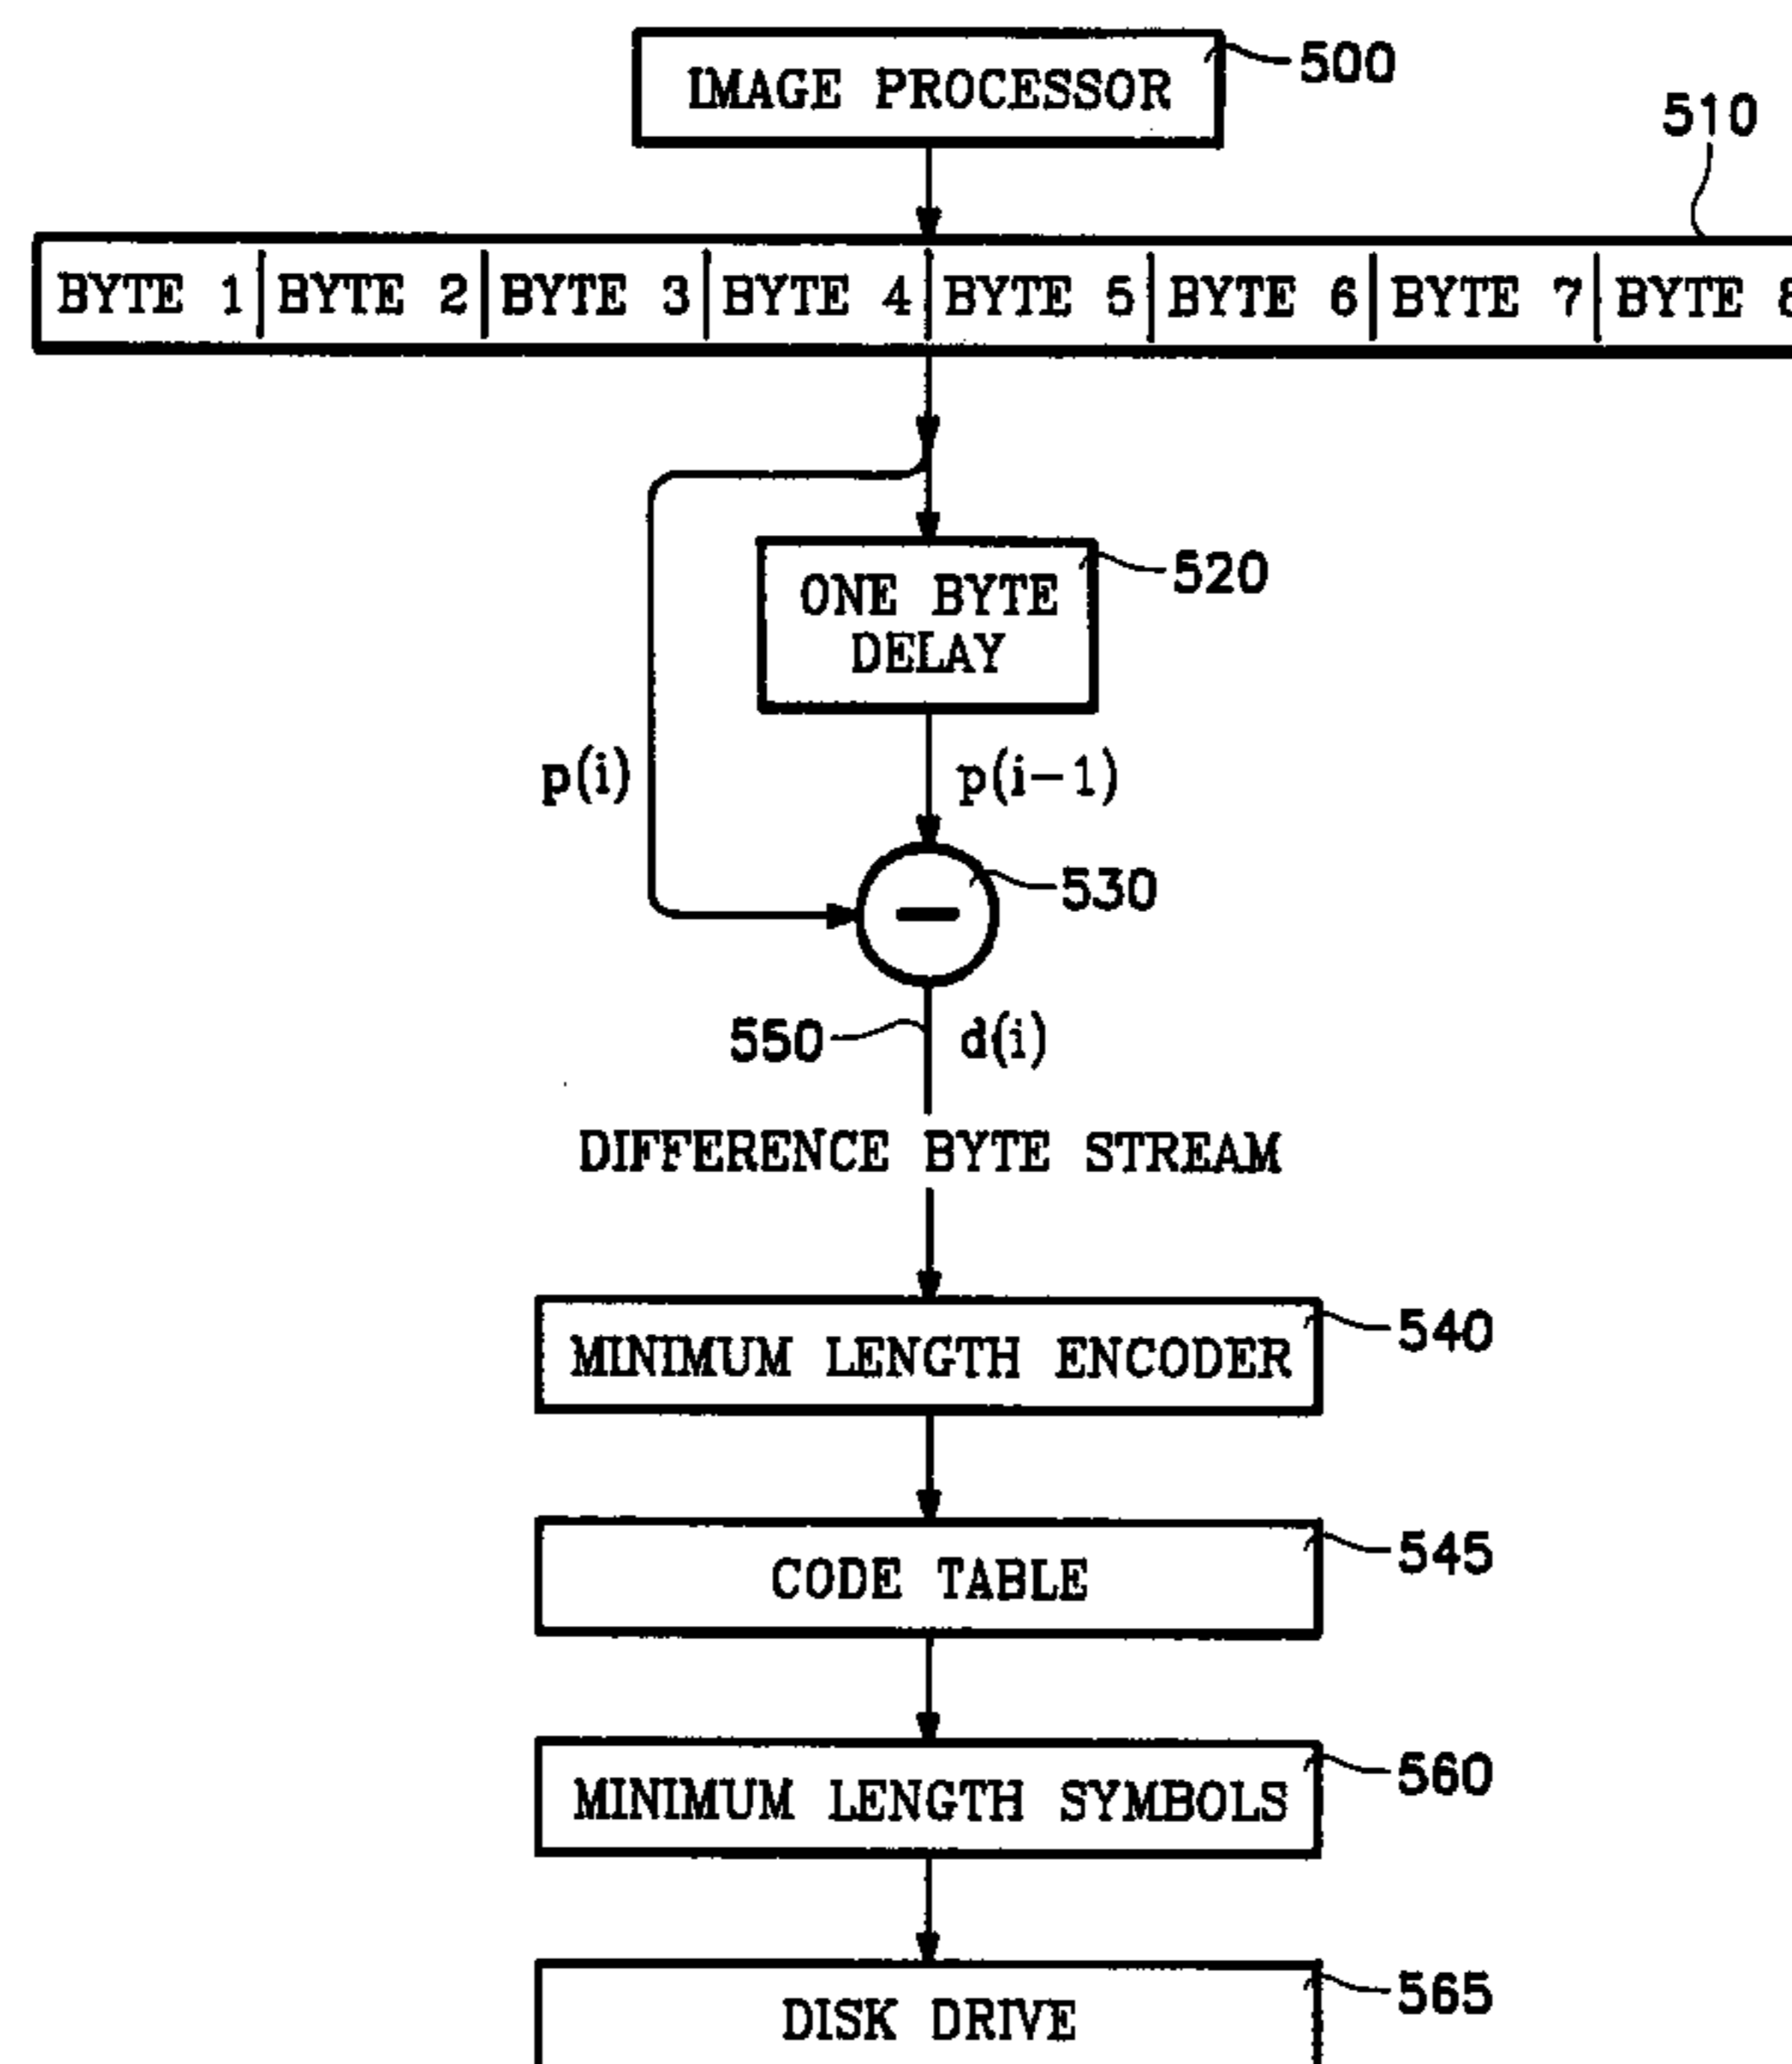 IMAGE PROCESSOR
500
510
BYTE 1 BYTE 2 BYTE 3 BYTE 4 BYTE 5 BYTE 6 BYTE 7 BYTE 8
ONE BYTE
DELAY
520
p(i)
p(i-1)
530
−
550
d(i)
DIFFERENCE BYTE STREAM
MINIMUM LENGTH ENCODER
540
CODE TABLE
545
MINIMUM LENGTH SYMBOLS
560
DISK DRIVE
565